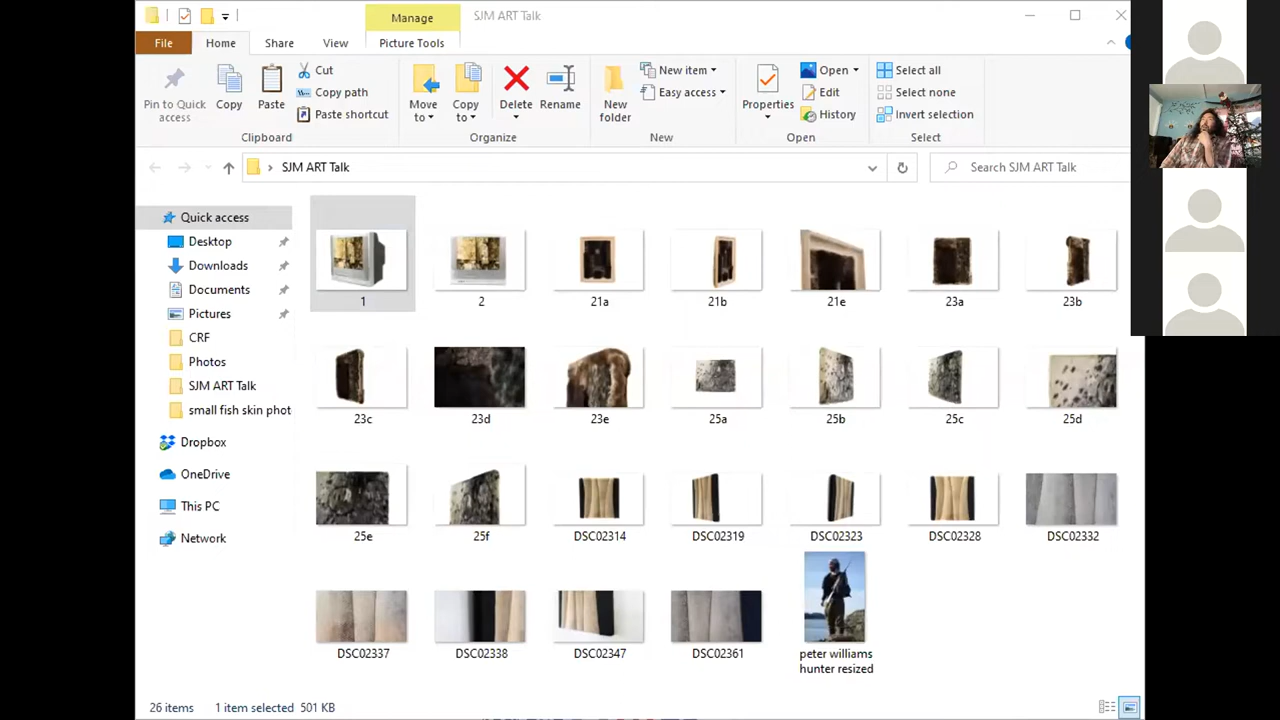 Manage
SJM ART Talk
File
Home
Share
View
Picture Tools
Pin to Quick access
Copy
Paste
Cut
Copy path
Paste shortcut
Clipboard
Move to
Copy to
Delete
Rename
Organize
New folder
New item
Easy access
New
Properties
Open
Edit
History
Open
Select all
Select none
Invert selection
Select
SJM ART Talk
Search SJM ART Talk
Quick access
Desktop
Downloads
Documents
Pictures
CRF
Photos
SJM ART Talk
small fish skin phot
Dropbox
OneDrive
This PC
Network
1
2
21a
21b
21e
23a
23b
23c
23d
23e
25a
25b
25c
25d
25e
25f
DSC02314
DSC02319
DSC02323
DSC02328
DSC02332
DSC02337
DSC02338
DSC02347
DSC02361
peter williams
hunter resized
26 items
1 item selected 501 KB